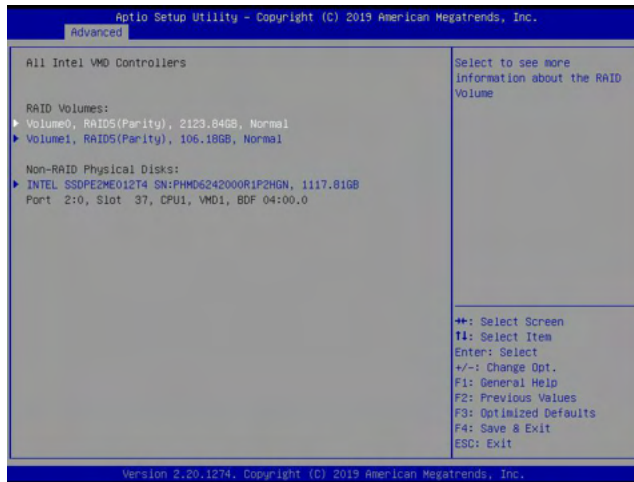 Aptio Setup Utility - Copyright (C) 2019 American Megatrends, Inc.
Advanced
All Intel VMD Controllers
RAID Volumes:
Volume0, RAID5(Parity), 2123.84GB, Normal
Volume1, RAID5(Parity), 106.18GB, Normal
Non-RAID Physical Disks:
INTEL SSDPE2ME012T4 SN:PHMD6242000R1P2HGN, 1117.81GB
Port 2:0, Slot 37, CPU1, VMD1, BDF 04:00.0
Select to see more
information about the RAID
Volume
→←: Select Screen
↑↓: Select Item
Enter: Select
+/-: Change Opt.
F1: General Help
F2: Previous Values
F3: Optimized Defaults
F4: Save & Exit
ESC: Exit
Version 2.20.1274. Copyright (C) 2019 American Megatrends, Inc.